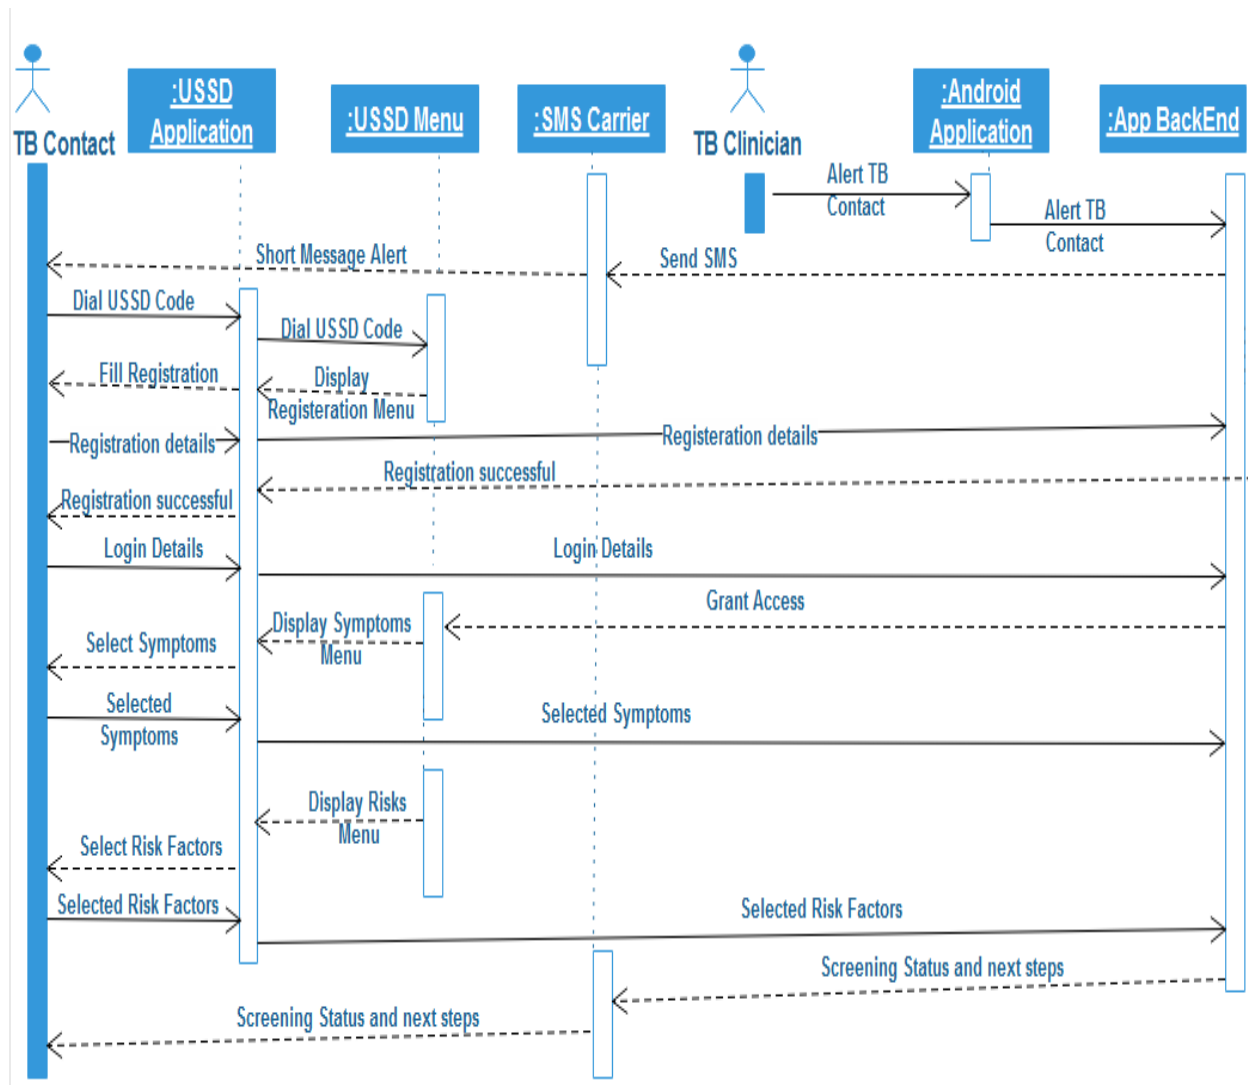 :USSD
Application
:USSD Menu
:SMS Carrier
:Android
Application
:App BackEnd
TB Contact
TB Clinician
Alert TB
Contact
Alert TB
Contact
Short Message Alert
Send SMS
Dial USSD Code
Dial USSD Code
Fill Registration
Display
Registeration Menu
Registration details
Registeration details
Registration successful
Registration successful
Login Details
Login Details
Grant Access
Display Symptoms
Menu
Select Symptoms
Selected
Symptoms
Selected Symptoms
Display Risks
Menu
Select Risk Factors
Selected Risk Factors
Selected Risk Factors
Screening Status and next steps
Screening Status and next steps